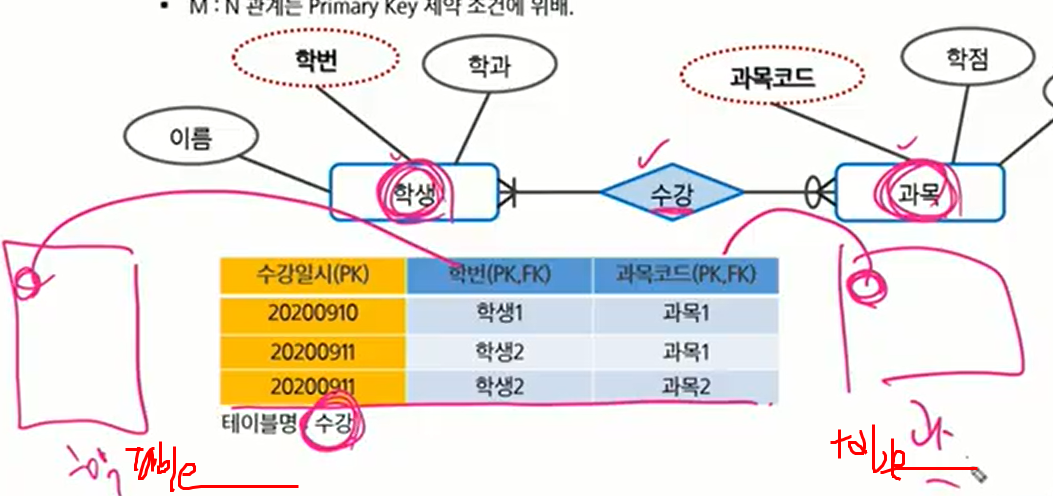 ▪ M : N 관계는 Primary Key 제약 조건에 위배.
학번
학과
과목코드
학점
이름
학생
수강
과목
수강일시(PK) 학번(PK,FK) 과목코드(PK,FK)
20200910 학생1 과목1
20200911 학생2 과목1
20200911 학생2 과목2
테이블명 수강
Table
table